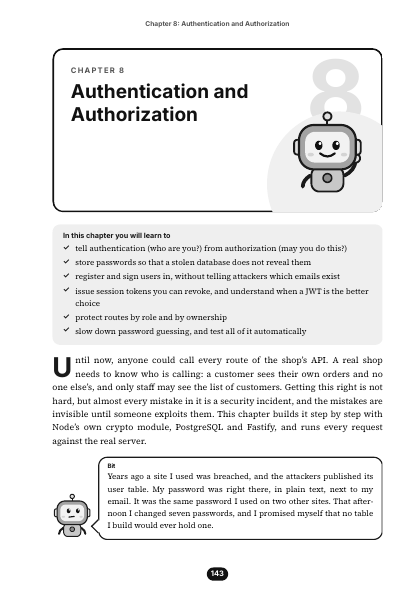 Chapter 8: Authentication and Authorization
CHAPTER 8
8
Authentication and
Authorization
In this chapter you will learn to
✓ tell authentication (who are you?) from authorization (may you do this?)
✓ store passwords so that a stolen database does not reveal them
✓ register and sign users in, without telling attackers which emails exist
✓ issue session tokens you can revoke, and understand when a JWT is the better
choice
✓ protect routes by role and by ownership
✓ slow down password guessing, and test all of it automatically
Until now, anyone could call every route of the shop's API. A real shop
needs to know who is calling: a customer sees their own orders and no
one else's, and only staff may see the list of customers. Getting this right is not
hard, but almost every mistake in it is a security incident, and the mistakes are
invisible until someone exploits them. This chapter builds it step by step with
Node's own crypto module, PostgreSQL and Fastify, and runs every request
against the real server.
Bit
Years ago a site I used was breached, and the attackers published its
user table. My password was right there, in plain text, next to my
email. It was the same password I used on two other sites. That after-
noon I changed seven passwords, and I promised myself that no table
I build would ever hold one.
143